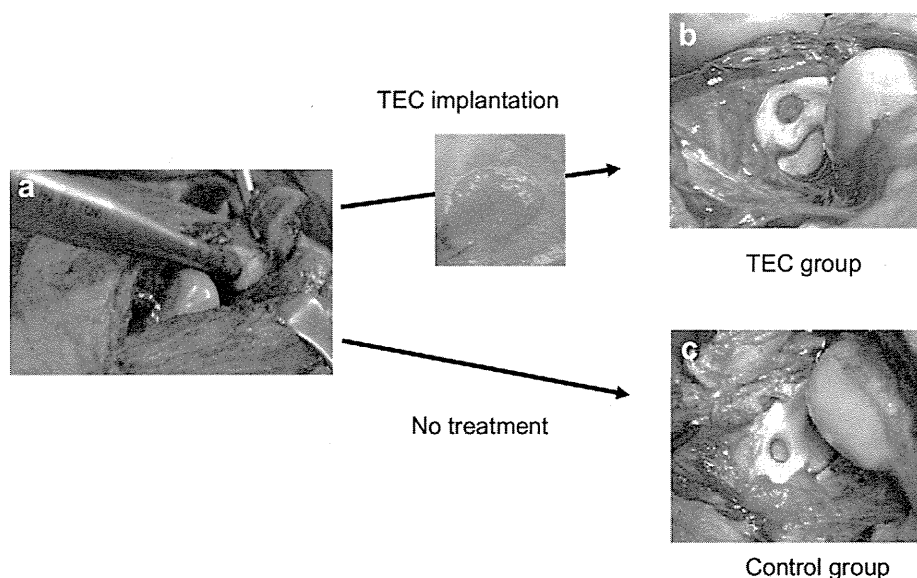 b
TEC implantation
a
TEC group
c
No treatment
Control group